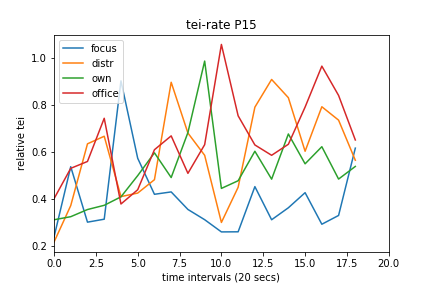 tei-rate P15
focus
distr
own
office
relative tei
1.0
0.8
0.6
0.4
0.2
0.0 2.5 5.0 7.5 10.0 12.5 15.0 17.5 20.0
time intervals (20 secs)